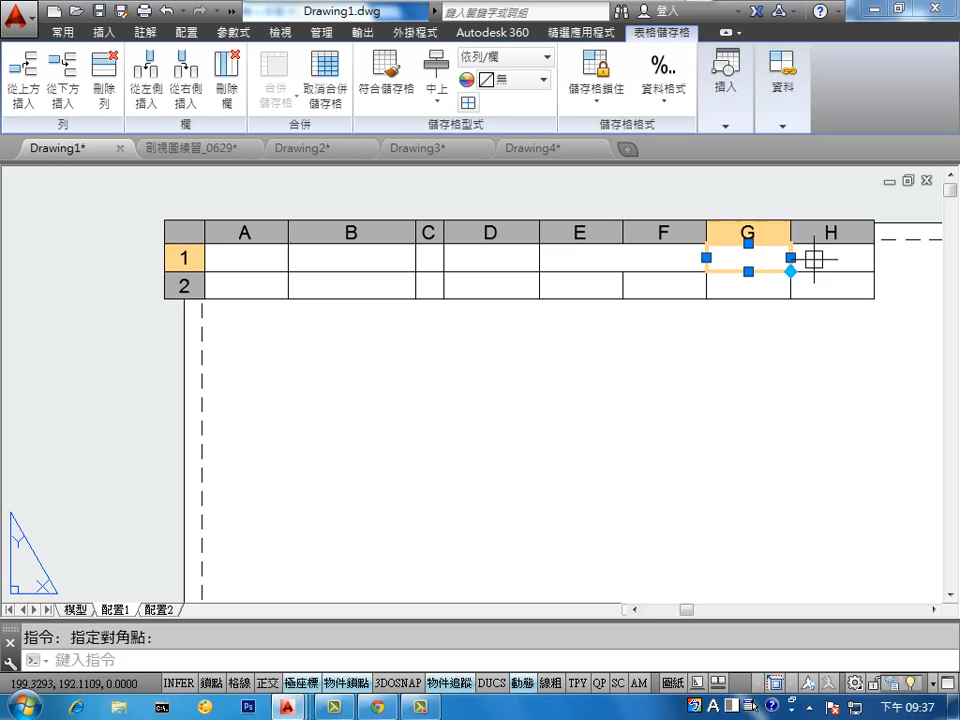 Drawing1.dwg 鍵入關鍵字或詞組 登入
常用 插入 註解 配置 參數式 檢視 管理 輸出 外掛程式 Autodesk 360 精選應用程式 表格儲存格
從上方插入 從下方插入 刪除列 從左側插入 從右側插入 刪除欄 合併儲存格 取消合併儲存格 符合儲存格 中上 依列/欄 無 儲存格鎖住 %.. 資料格式 插入 資料
列 欄 合併 儲存格型式 儲存格格式
Drawing1* 剖視圖練習_0629* Drawing2* Drawing3* Drawing4*
A B C D E F G H
1
2
Y
X
模型 配置1 配置2
指令: 指定對角點:
鍵入指令
199.3293, 192.1109, 0.0000 INFER 鎖點 格線 正交 極座標 物件鎖點 3DOSNAP 物件追蹤 DUCS 動態 線粗 TPY QP SC AM 圖紙
下午 09:37